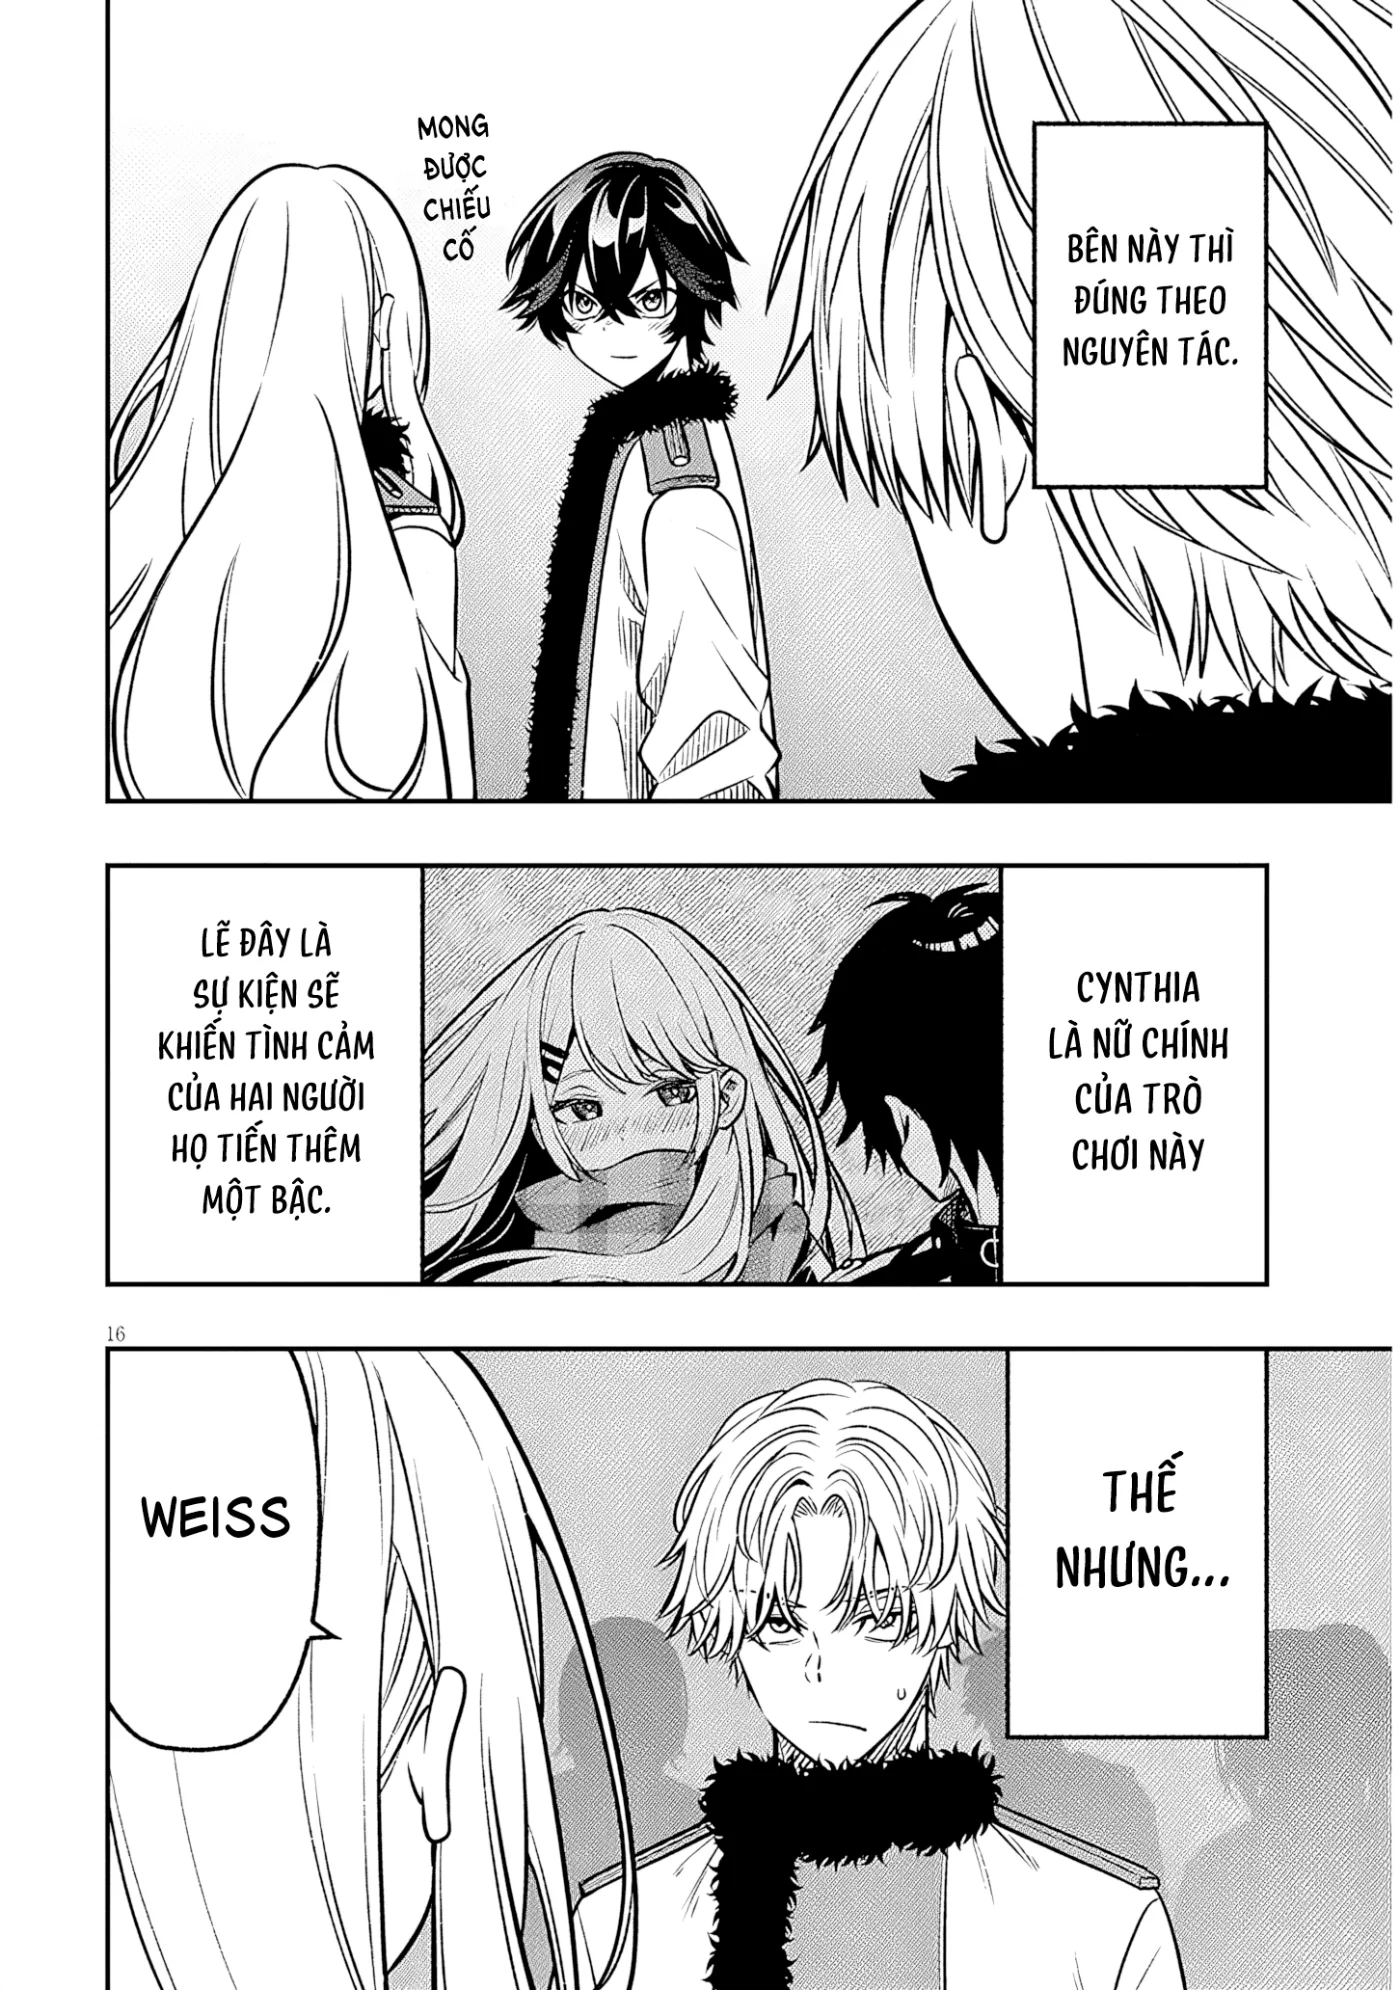 BÊN NÀY THÌ
ĐÚNG THEO
NGUYÊN TÁC.
MONG
ĐƯỢC
CHIẾU
CỐ
CYNTHIA
LÀ NỮ CHÍNH
CỦA TRÒ
CHƠI NÀY
LẼ ĐÂY LÀ
SỰ KIỆN SẼ
KHIẾN TÌNH CẢM
CỦA HAI NGƯỜI
HỌ TIẾN THÊM
MỘT BẬC.
16
THẾ
NHƯNG...
WEISS